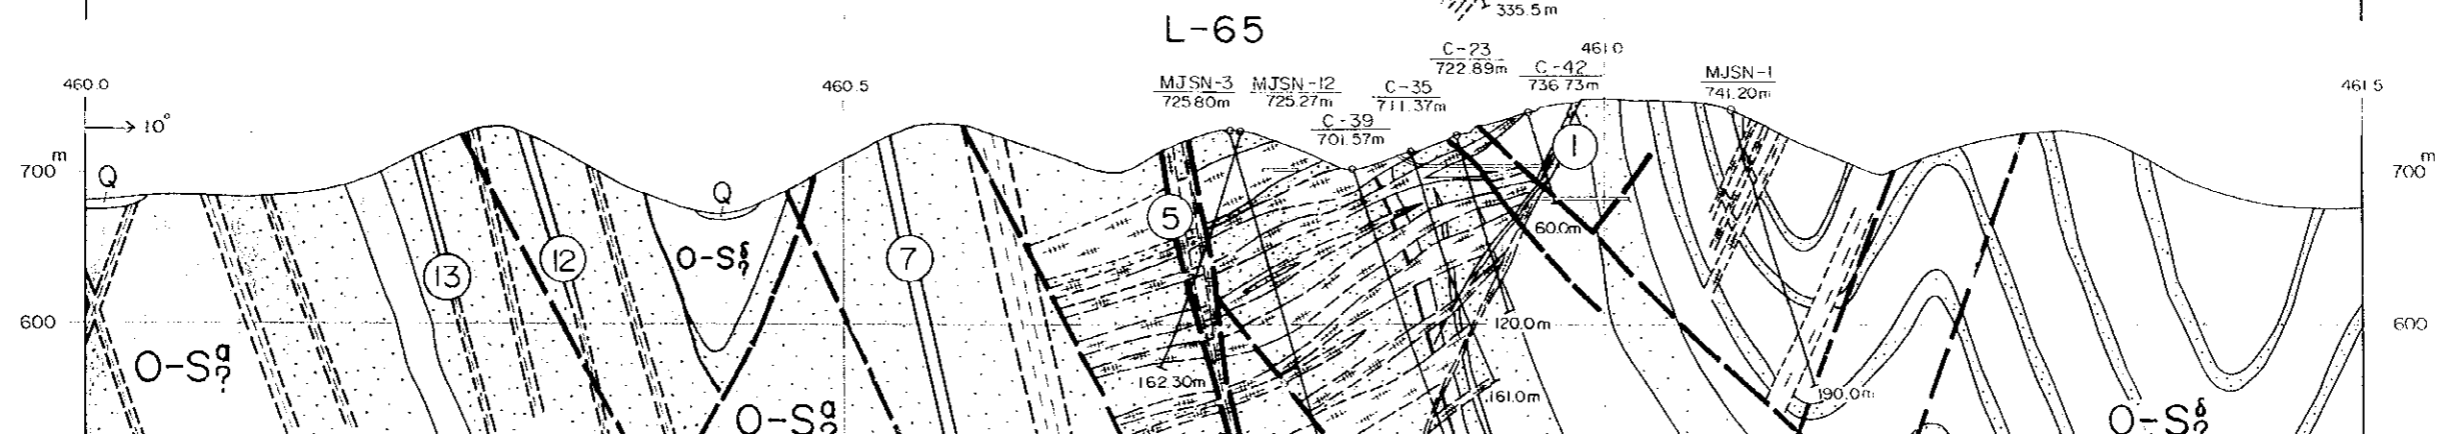 335.5m
L-65
C-23 461.0
722.89m C-42
736.73m
460.0 460.5 MJSN-3 MJSN-12 C-35 MJSN-1 461.5
725.80m 725.27m 711.37m 741.20m
C-39
701.57m
10°
700m 700m
Q Q 1
5
60.0m
13 12 O-S 7
600 120.0m 600
O-S
162.30m 161.0m 190.0m
O-S O-S